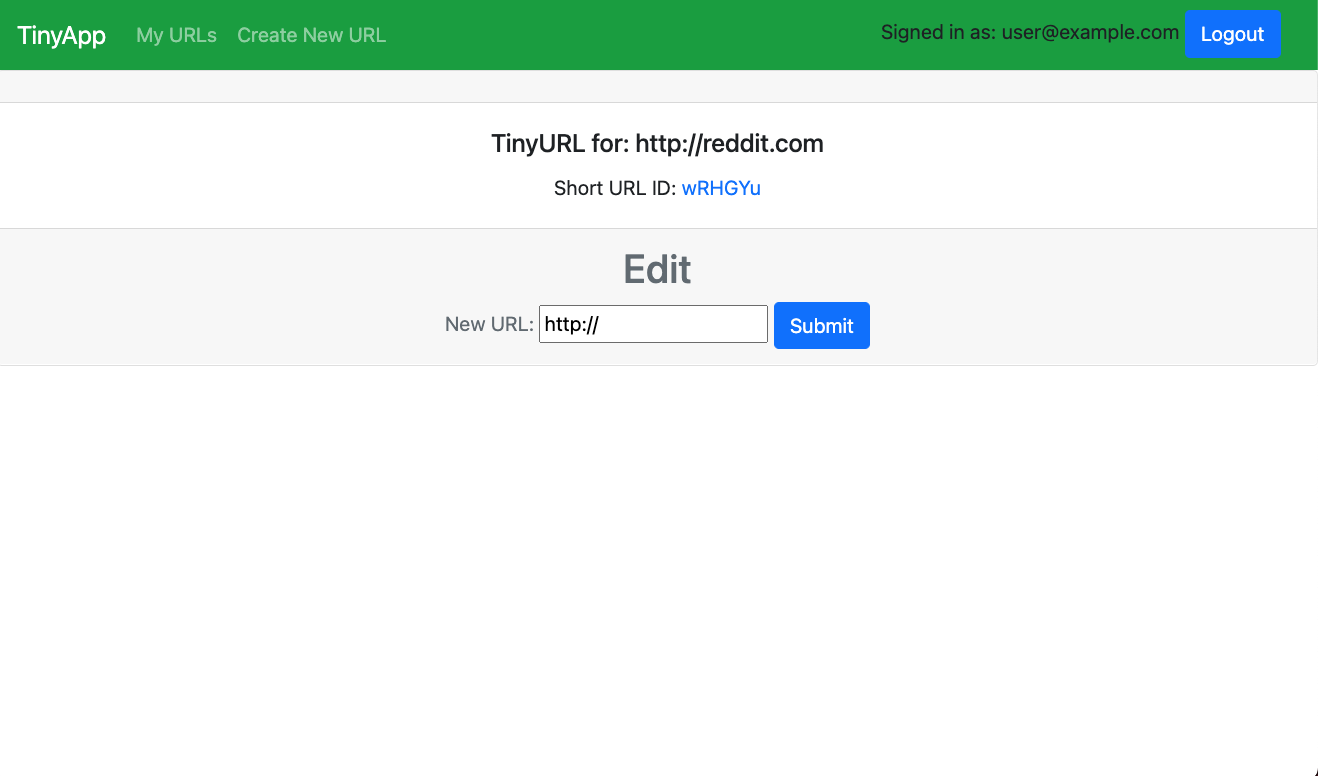 TinyApp My URLs Create New URL Signed in as: user@example.com Logout
TinyURL for: http://reddit.com
Short URL ID: wRHGYu
Edit
New URL: http:// Submit